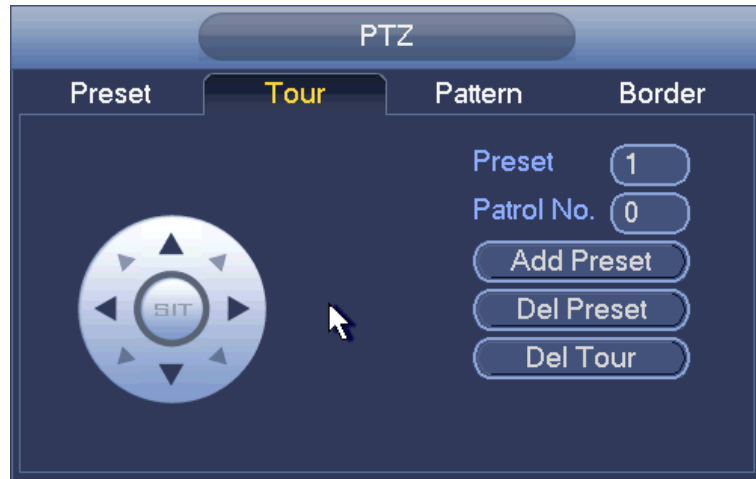 PTZ
Preset Tour Pattern Border
Preset 1
Patrol No. 0
Add Preset
SIT
Del Preset
Del Tour